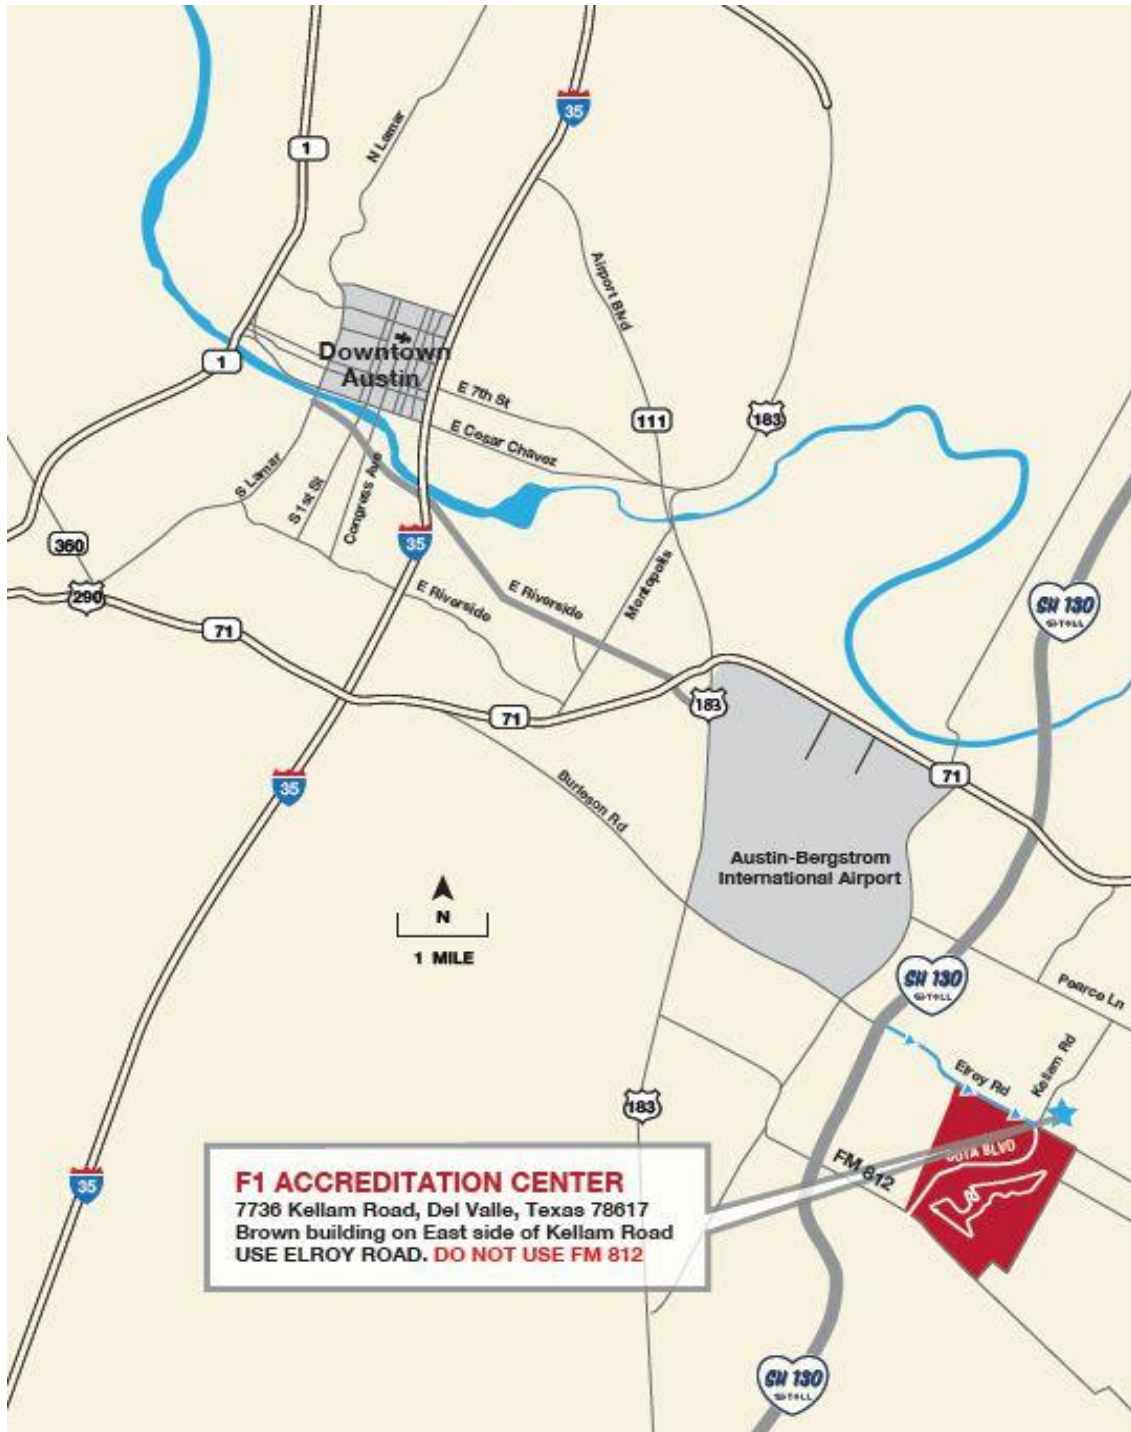 35
1
N Lamar
Airport Blvd
1
Downtown
Austin
E 7th St
E Cesar Chavez
111
183
S Lamar
S 1st St
Congress Ave
360
290
35
71
E Riverside
E Riverside
Montopolis
SH 130
TOLL
183
71
71
35
Burleson Rd
Austin-Bergstrom
International Airport
N
1 MILE
SH 130
TOLL
Pearce Ln
Elroy Rd
Kellam Rd
183
COTA BLVD
FM 812
35
F1 ACCREDITATION CENTER
7736 Kellam Road, Del Valle, Texas 78617
Brown building on East side of Kellam Road
USE ELROY ROAD. DO NOT USE FM 812
SH 130
TOLL